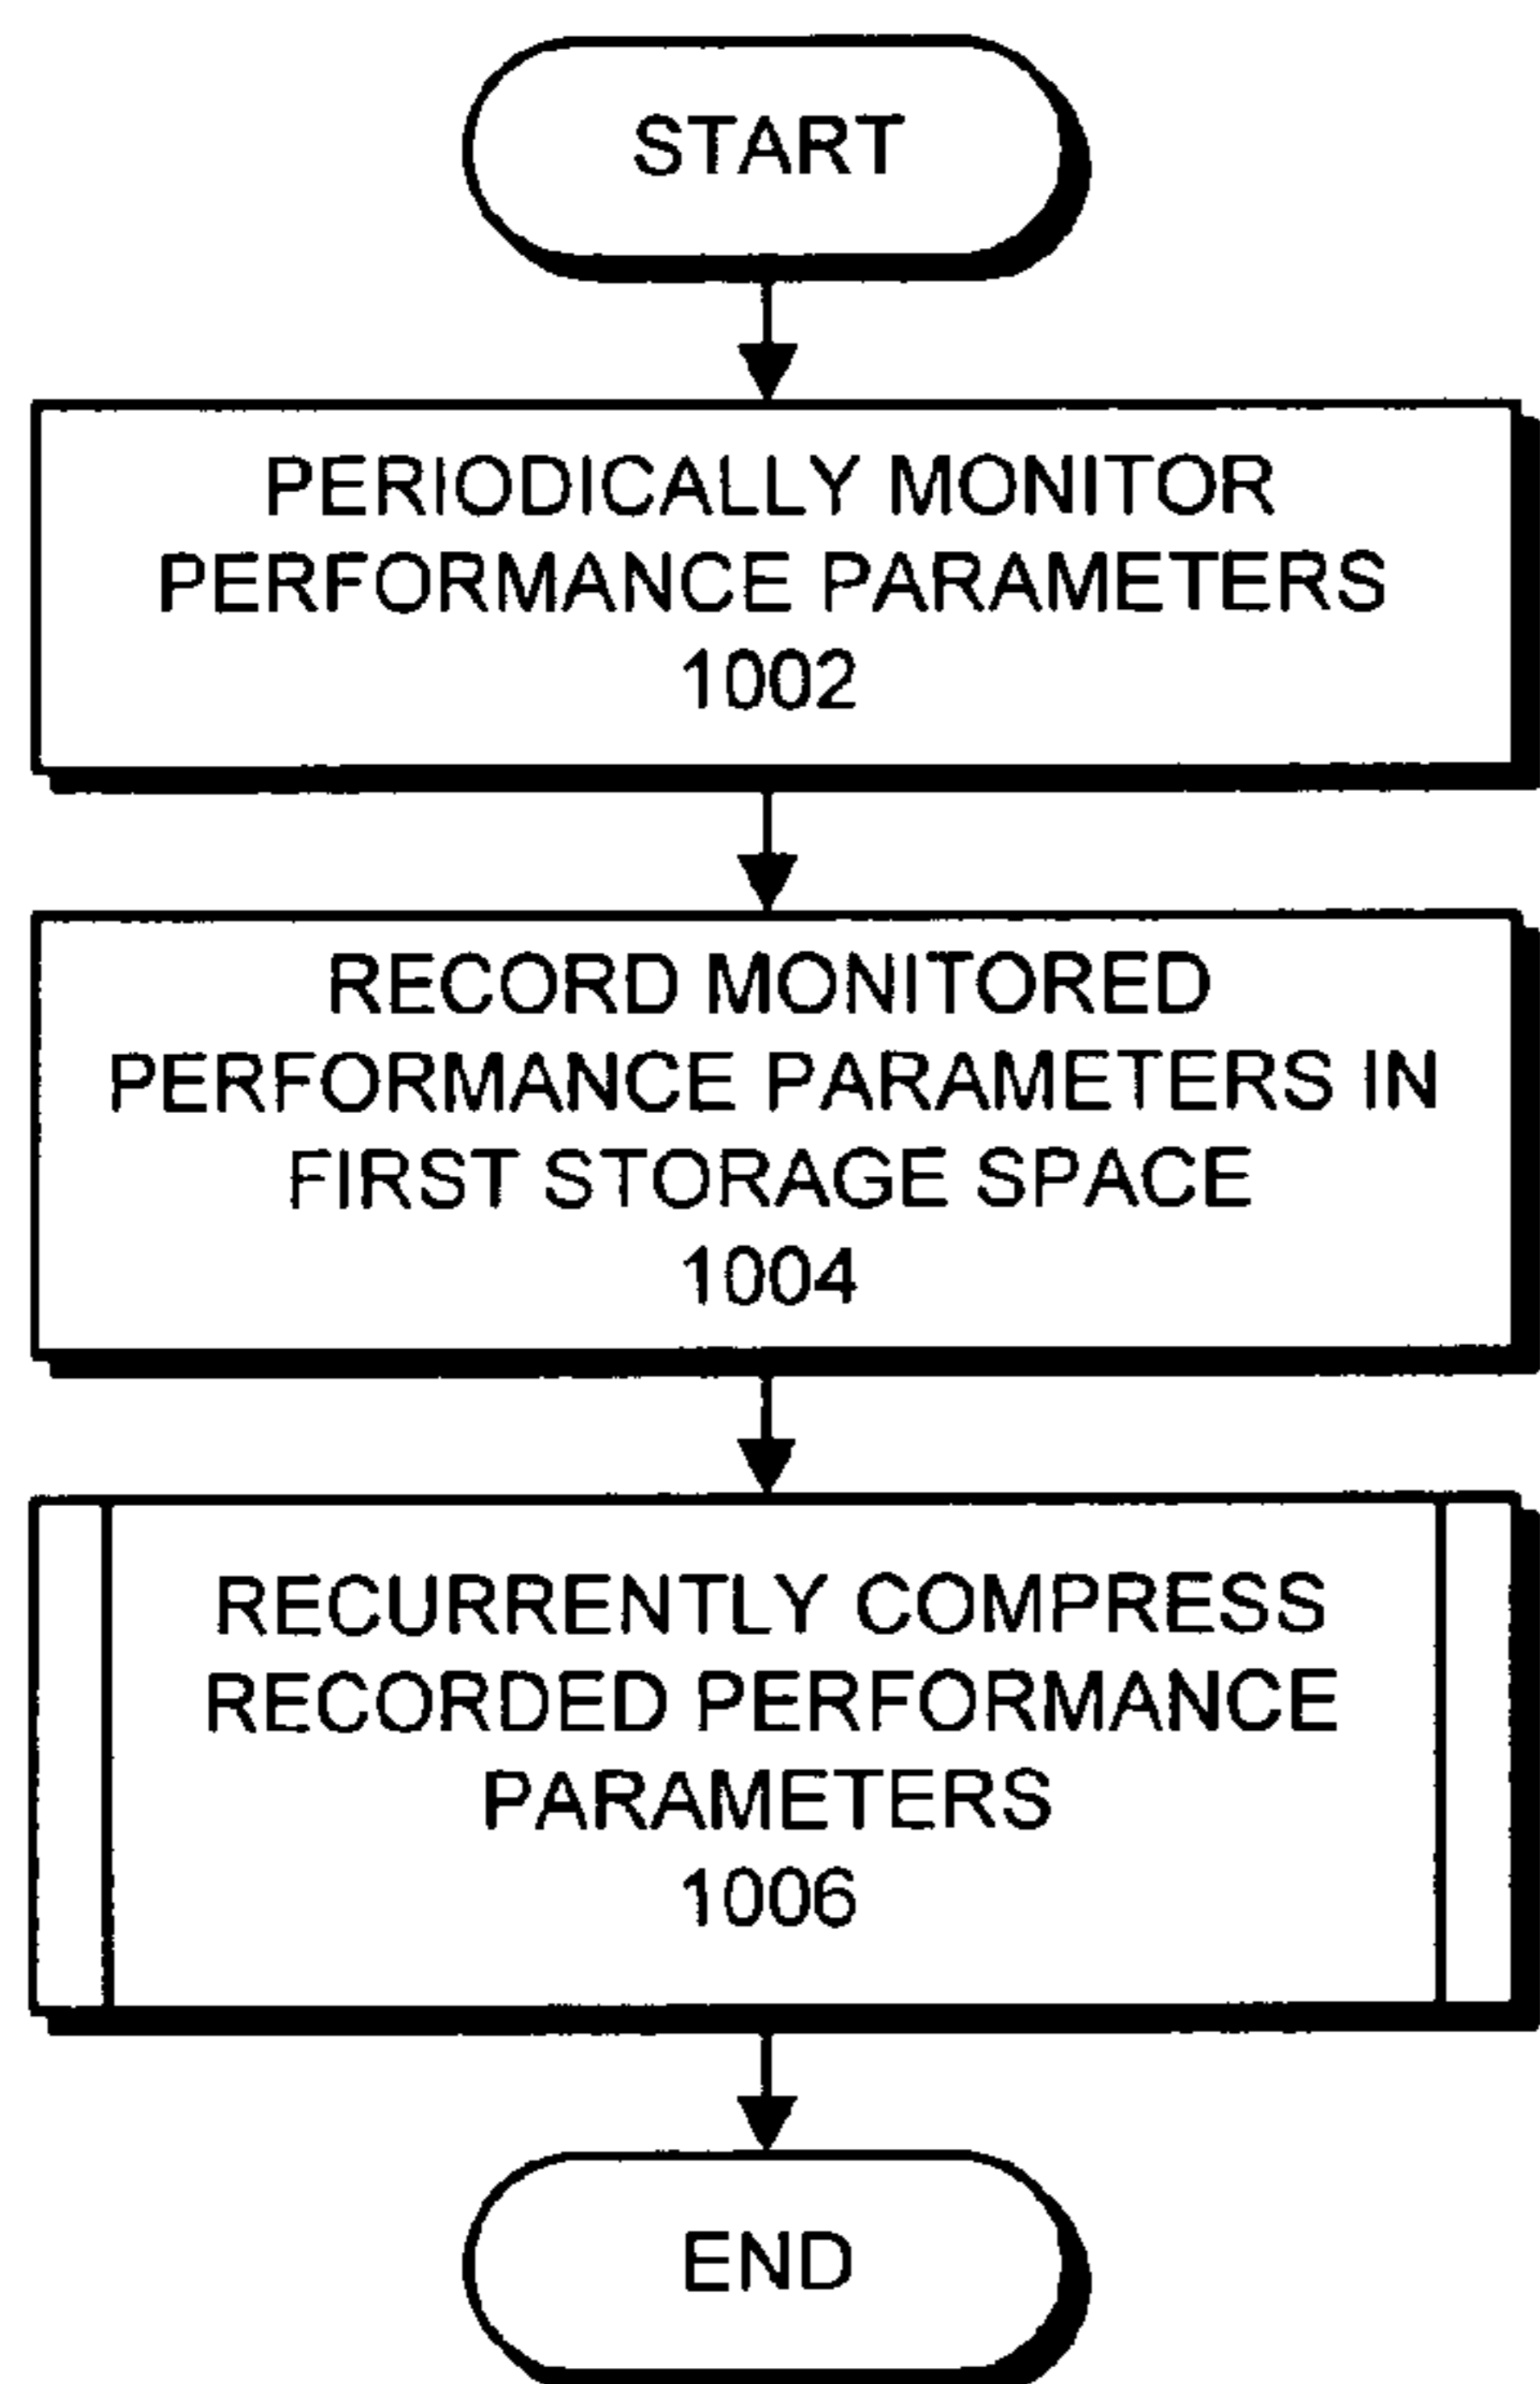 START
PERIODICALLY MONITOR
PERFORMANCE PARAMETERS
1002
RECORD MONITORED
PERFORMANCE PARAMETERS IN
FIRST STORAGE SPACE
1004
RECURRENTLY COMPRESS
RECORDED PERFORMANCE
PARAMETERS
1006
END